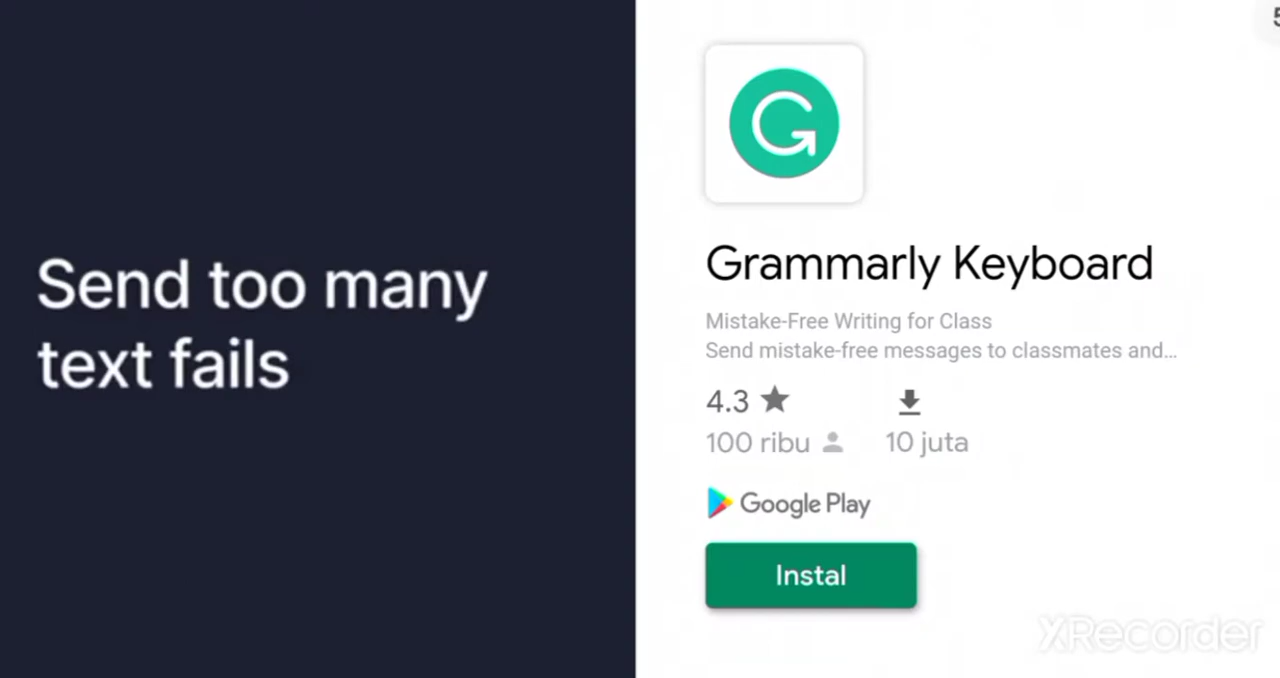 Send too many
text fails
5
Grammarly Keyboard
Mistake-Free Writing for Class
Send mistake-free messages to classmates and...
4.3
100 ribu
10 juta
Google Play
Instal
XRecorder